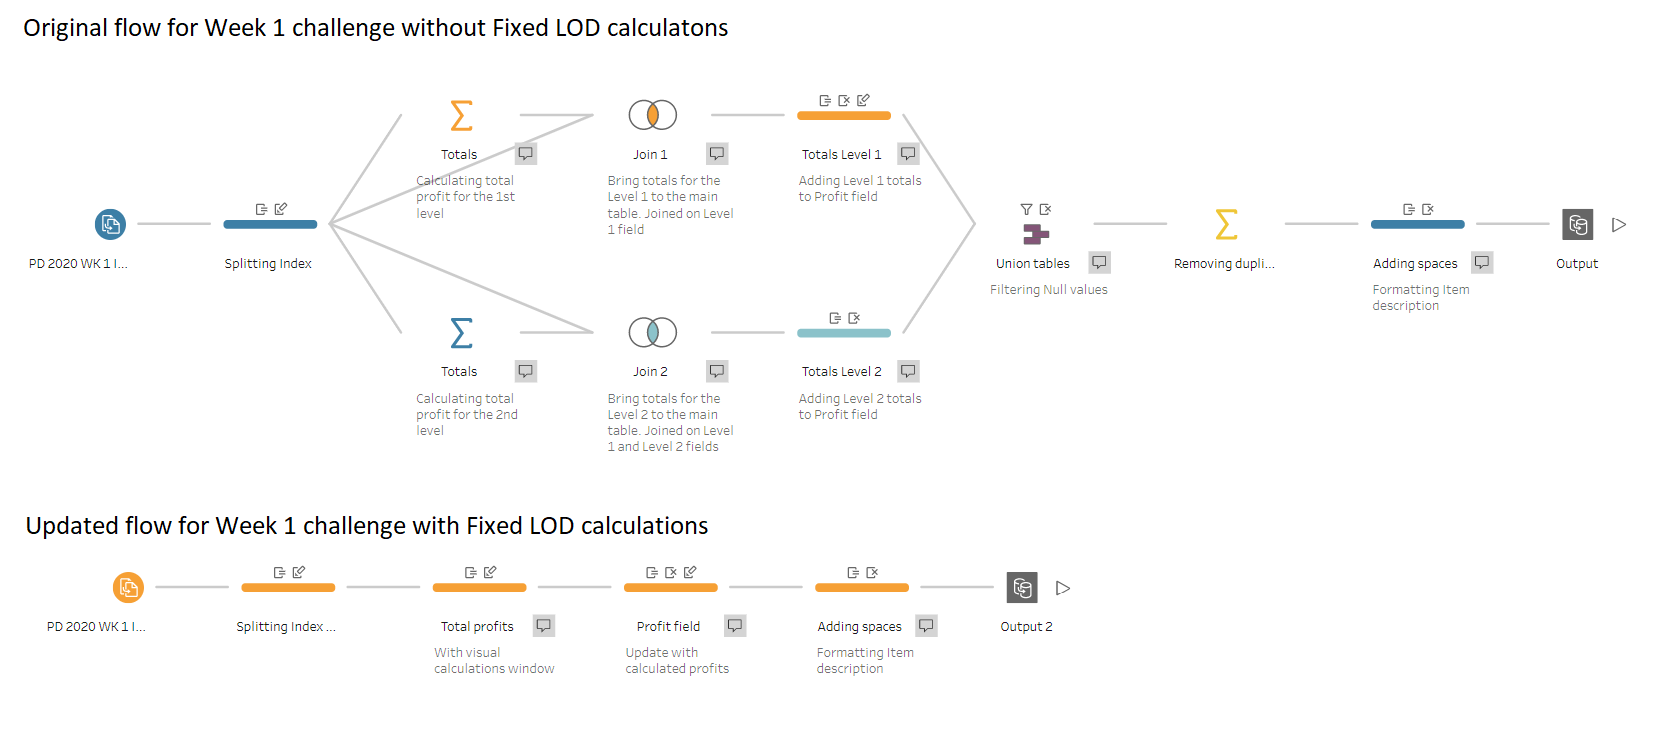 Original flow for Week 1 challenge without Fixed LOD calculatons
Totals
Calculating total
profit for the 1st
level
Join 1
Bring totals for the
Level 1 to the main
table. Joined on Level
1 field
Totals Level 1
Adding Level 1 totals
to Profit field
PD 2020 WK 1 I...
Splitting Index
Union tables
Filtering Null values
Removing dupli...
Adding spaces
Formatting Item
description
Output
Totals
Calculating total
profit for the 2nd
level
Join 2
Bring totals for the
Level 2 to the main
table. Joined on Level
1 and Level 2 fields
Totals Level 2
Adding Level 2 totals
to Profit field
Updated flow for Week 1 challenge with Fixed LOD calculations
PD 2020 WK 1 I...
Splitting Index ...
Total profits
With visual
calculations window
Profit field
Update with
calculated profits
Adding spaces
Formatting Item
description
Output 2